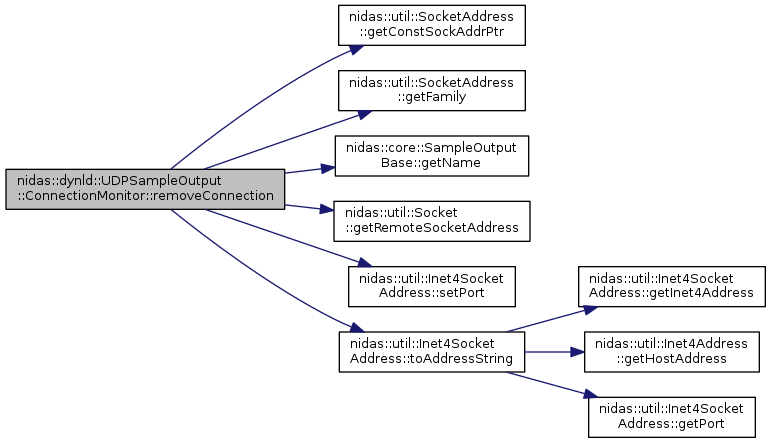 nidas::util::SocketAddress
::getConstSockAddrPtr
nidas::util::SocketAddress
::getFamily
nidas::core::SampleOutput
Base::getName
nidas::dynld::UDPSampleOutput
::ConnectionMonitor::removeConnection
nidas::util::Socket
::getRemoteSocketAddress
nidas::util::Inet4Socket
Address::setPort
nidas::util::Inet4Socket
Address::toAddressString
nidas::util::Inet4Socket
Address::getInet4Address
nidas::util::Inet4Address
::getHostAddress
nidas::util::Inet4Socket
Address::getPort